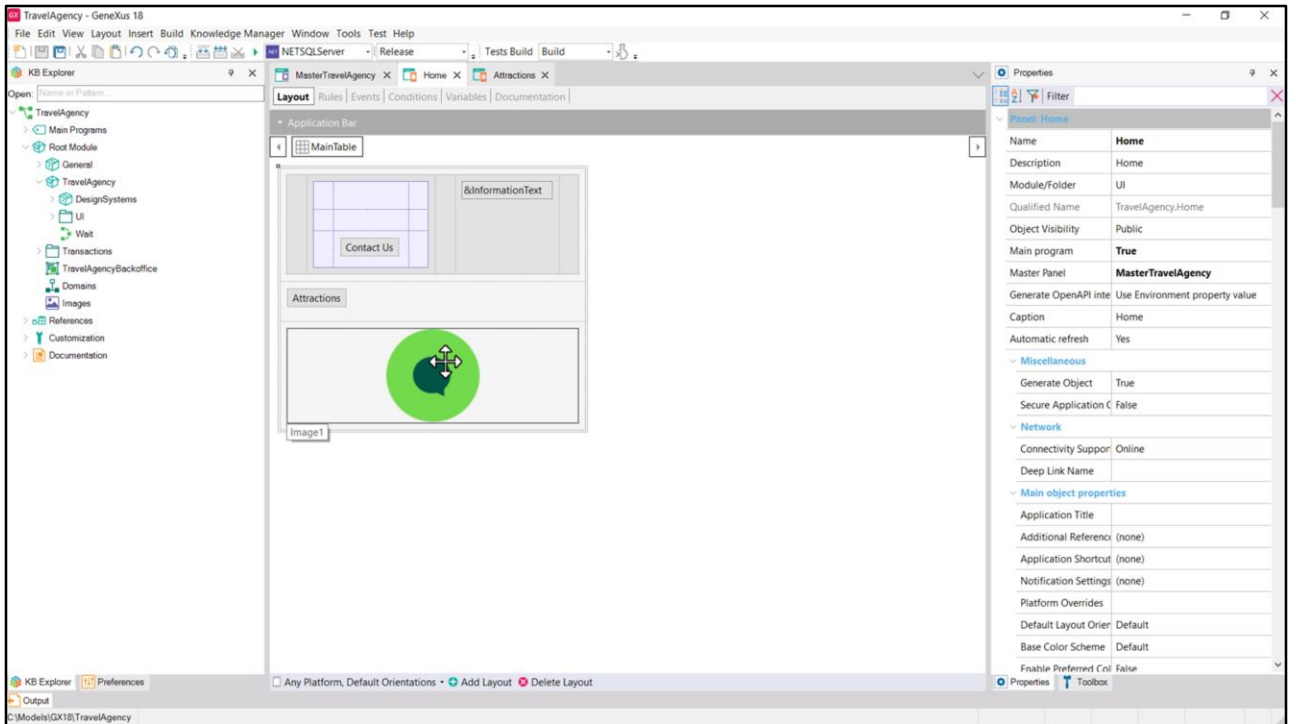 GX TravelAgency - GeneXus 18
File Edit View Layout Insert Build Knowledge Manager Window Tools Test Help
NETSQLServer Release Tests Build Build
KB Explorer
Open: Name or Pattern...
TravelAgency
Main Programs
Root Module
General
TravelAgency
DesignSystems
UI
Wait
Transactions
TravelAgencyBackoffice
Domains
Images
References
Customization
Documentation
MasterTravelAgency X Home X Attractions X
Layout Rules Events Conditions Variables Documentation
Application Bar
MainTable
&InformationText
Contact Us
Attractions
Image1
Any Platform, Default Orientations Add Layout Delete Layout
Properties
Filter
Panel: Home
Name Home
Description Home
Module/Folder UI
Qualified Name TravelAgency.Home
Object Visibility Public
Main program True
Master Panel MasterTravelAgency
Generate OpenAPI inte Use Environment property value
Caption Home
Automatic refresh Yes
Miscellaneous
Generate Object True
Secure Application C False
Network
Connectivity Suppor Online
Deep Link Name
Main object properties
Application Title
Additional Referenc (none)
Application Shortcut (none)
Notification Settings (none)
Platform Overrides
Default Layout Orier Default
Base Color Scheme Default
Enable Preferred Col False
Properties Toolbox
KB Explorer Preferences
Output
C:\Models\GX18\TravelAgency